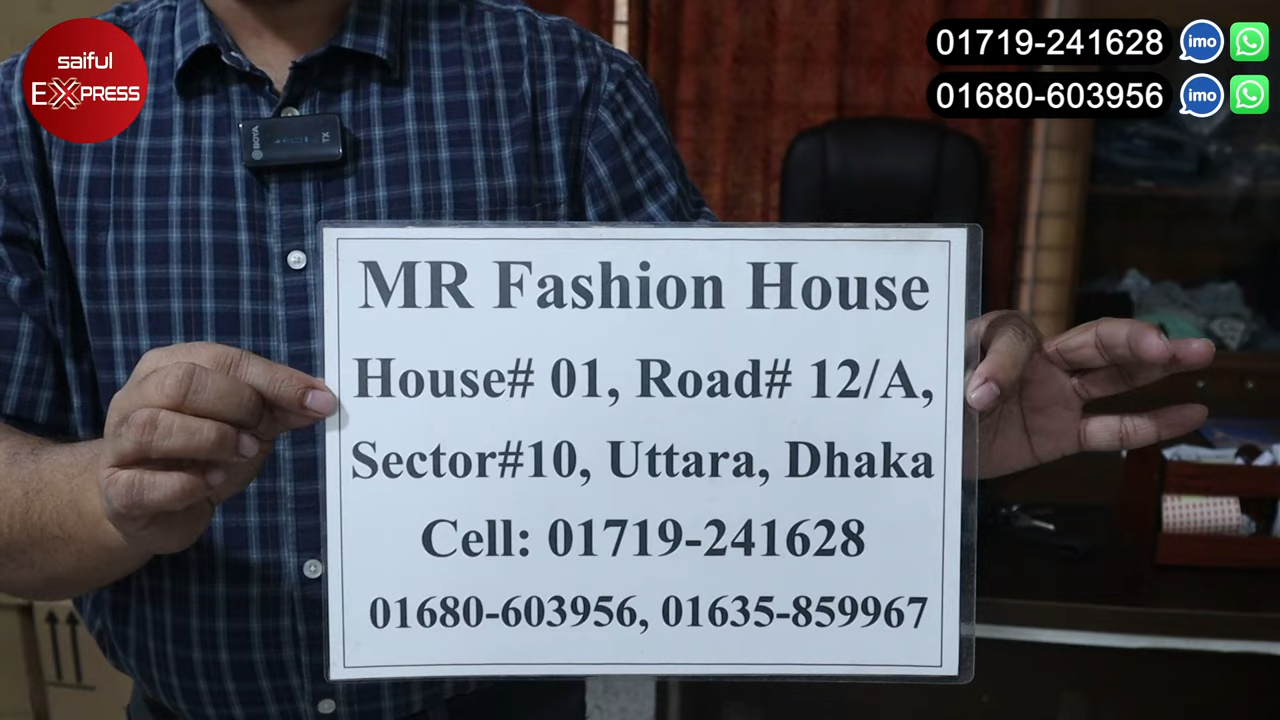 saiful
EXPRESS
01719-241628 imo
01680-603956 imo
BOYA
TX
MR Fashion House
House# 01, Road# 12/A,
Sector#10, Uttara, Dhaka
Cell: 01719-241628
01680-603956, 01635-859967